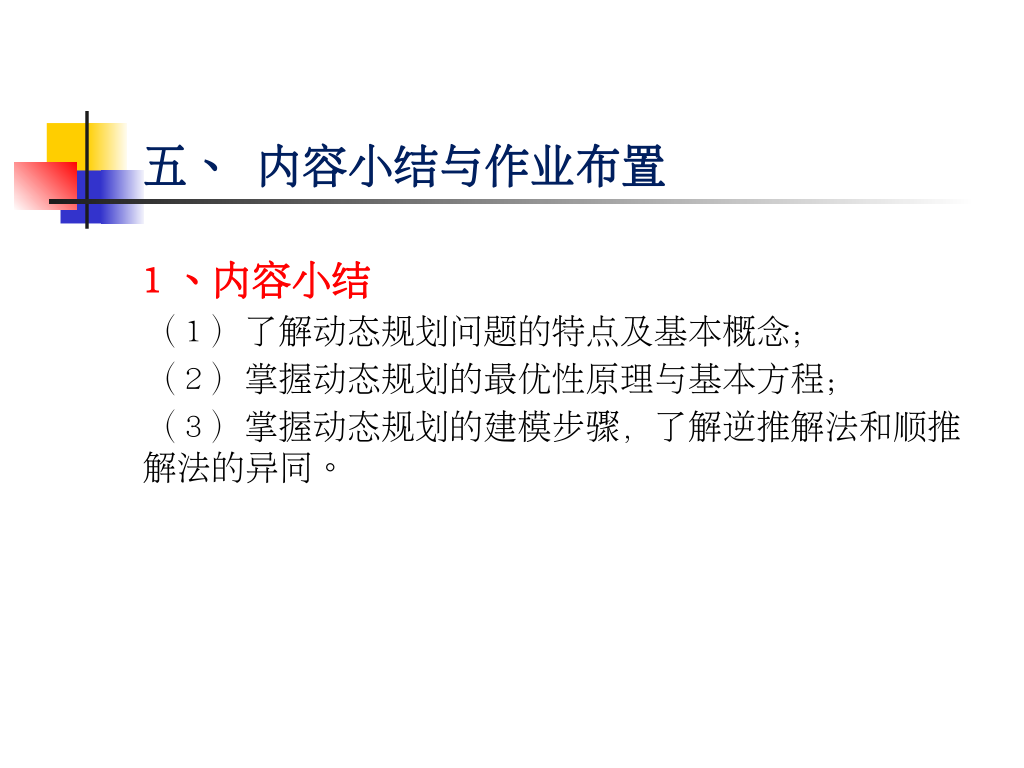 五、 内容小结与作业布置
1 、内容小结
（1） 了解动态规划问题的特点及基本概念;
（2） 掌握动态规划的最优性原理与基本方程;
（3） 掌握动态规划的建模步骤, 了解逆推解法和顺推
解法的异同。